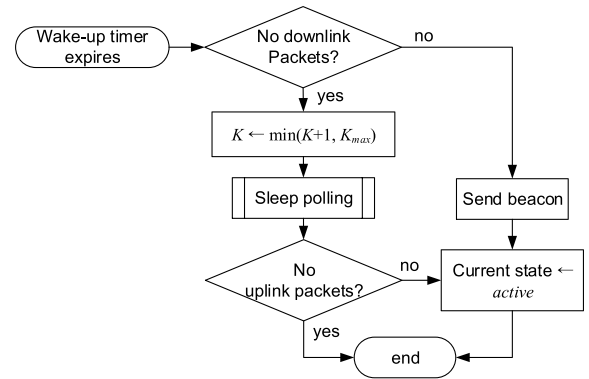 Wake-up timer
expires
No downlink
Packets?
no
yes
K ← min(K+1, Kmax)
Sleep polling
Send beacon
No
uplink packets?
no
Current state ←
active
yes
end